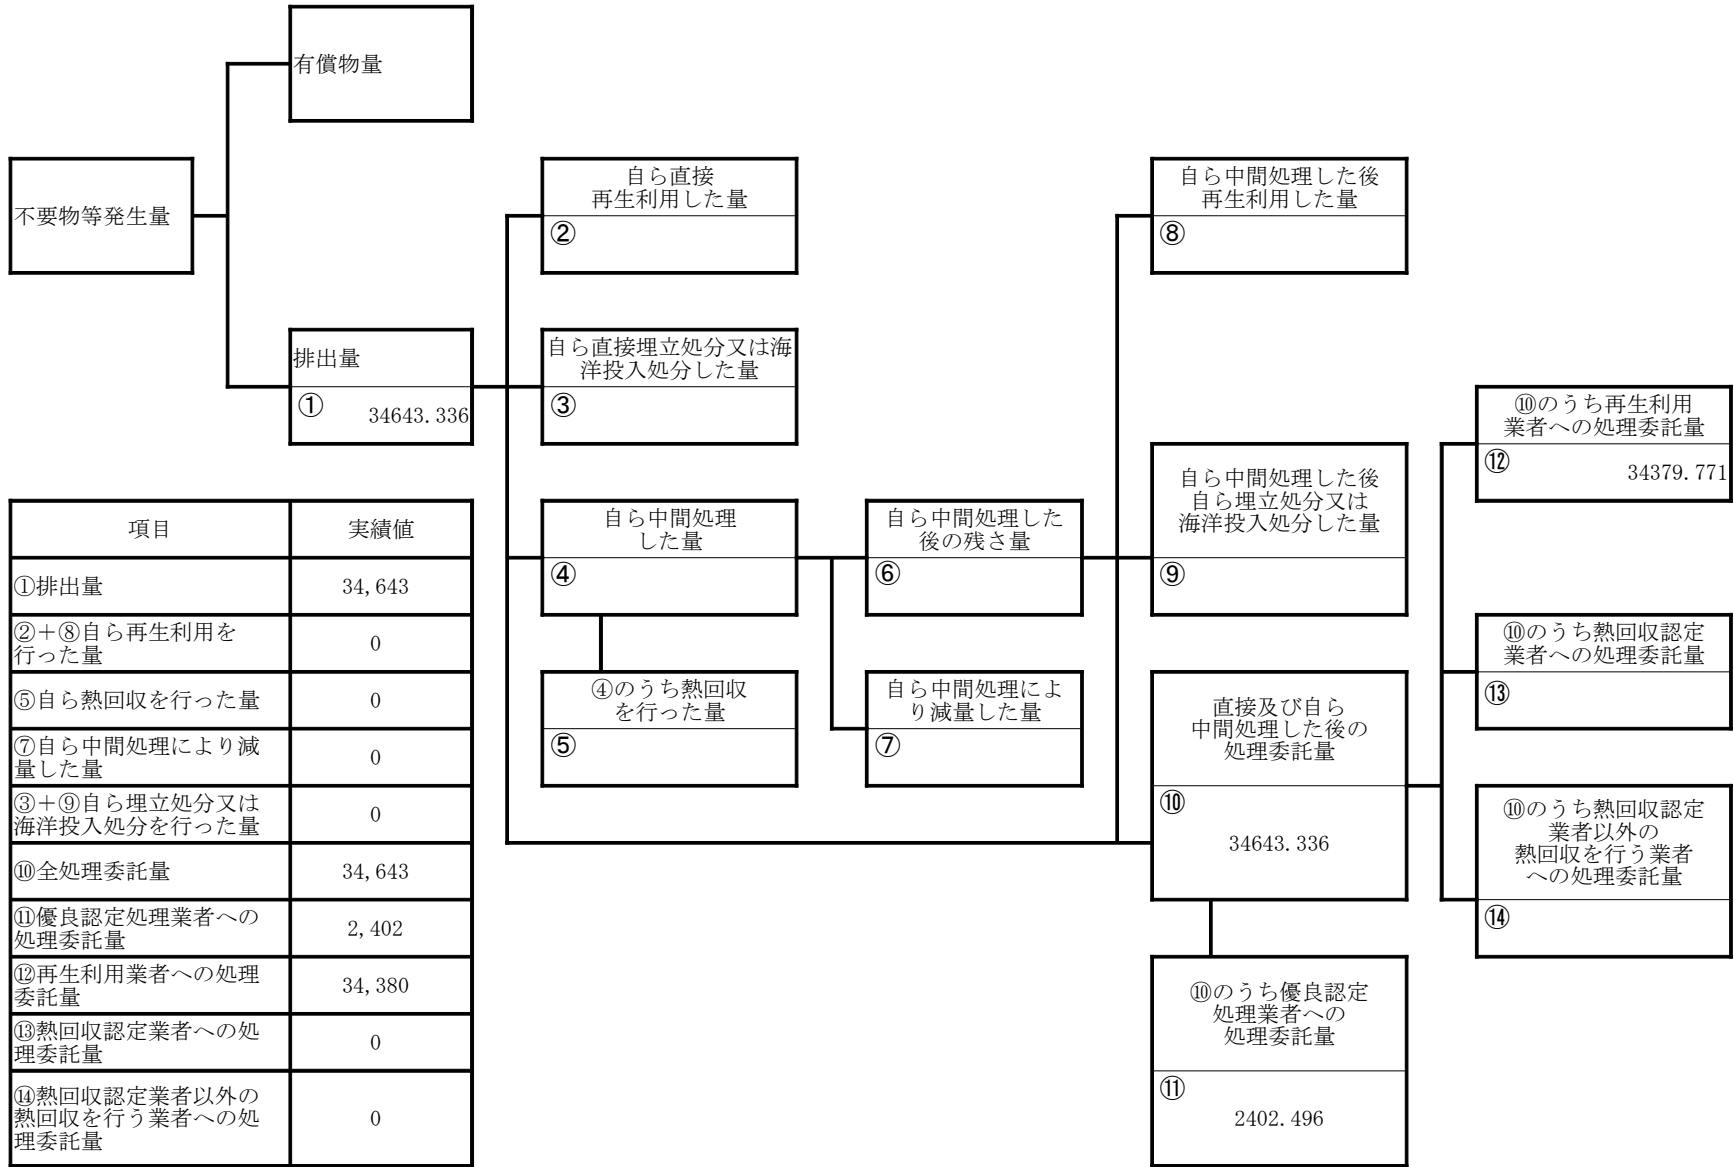 有償物量
不要物等発生量
自ら直接
再生利用した量
②
自ら中間処理した後
再生利用した量
⑧
排出量
① 34643.336
自ら直接埋立処分又は海
洋投入処分した量
③
⑩のうち再生利用
業者への処理委託量
⑫ 34379.771
自ら中間処理
した量
④
自ら中間処理した
後の残さ量
⑥
自ら中間処理した後
自ら埋立処分又は
海洋投入処分した量
⑨
⑩のうち熱回収認定
業者への処理委託量
⑬
④のうち熱回収
を行った量
⑤
自ら中間処理によ
り減量した量
⑦
直接及び自ら
中間処理した後の
処理委託量
⑩
34643.336
⑩のうち熱回収認定
業者以外の
熱回収を行う業者
への処理委託量
⑭
⑩のうち優良認定
処理業者への
処理委託量
⑪
2402.496
項目 実績値
①排出量 34,643
②＋⑧自ら再生利用を
行った量 0
⑤自ら熱回収を行った量 0
⑦自ら中間処理により減
量した量 0
③＋⑨自ら埋立処分又は
海洋投入処分を行った量 0
⑩全処理委託量 34,643
⑪優良認定処理業者への
処理委託量 2,402
⑫再生利用業者への処理
委託量 34,380
⑬熱回収認定業者への処
理委託量 0
⑭熱回収認定業者以外の
熱回収を行う業者への処
理委託量 0